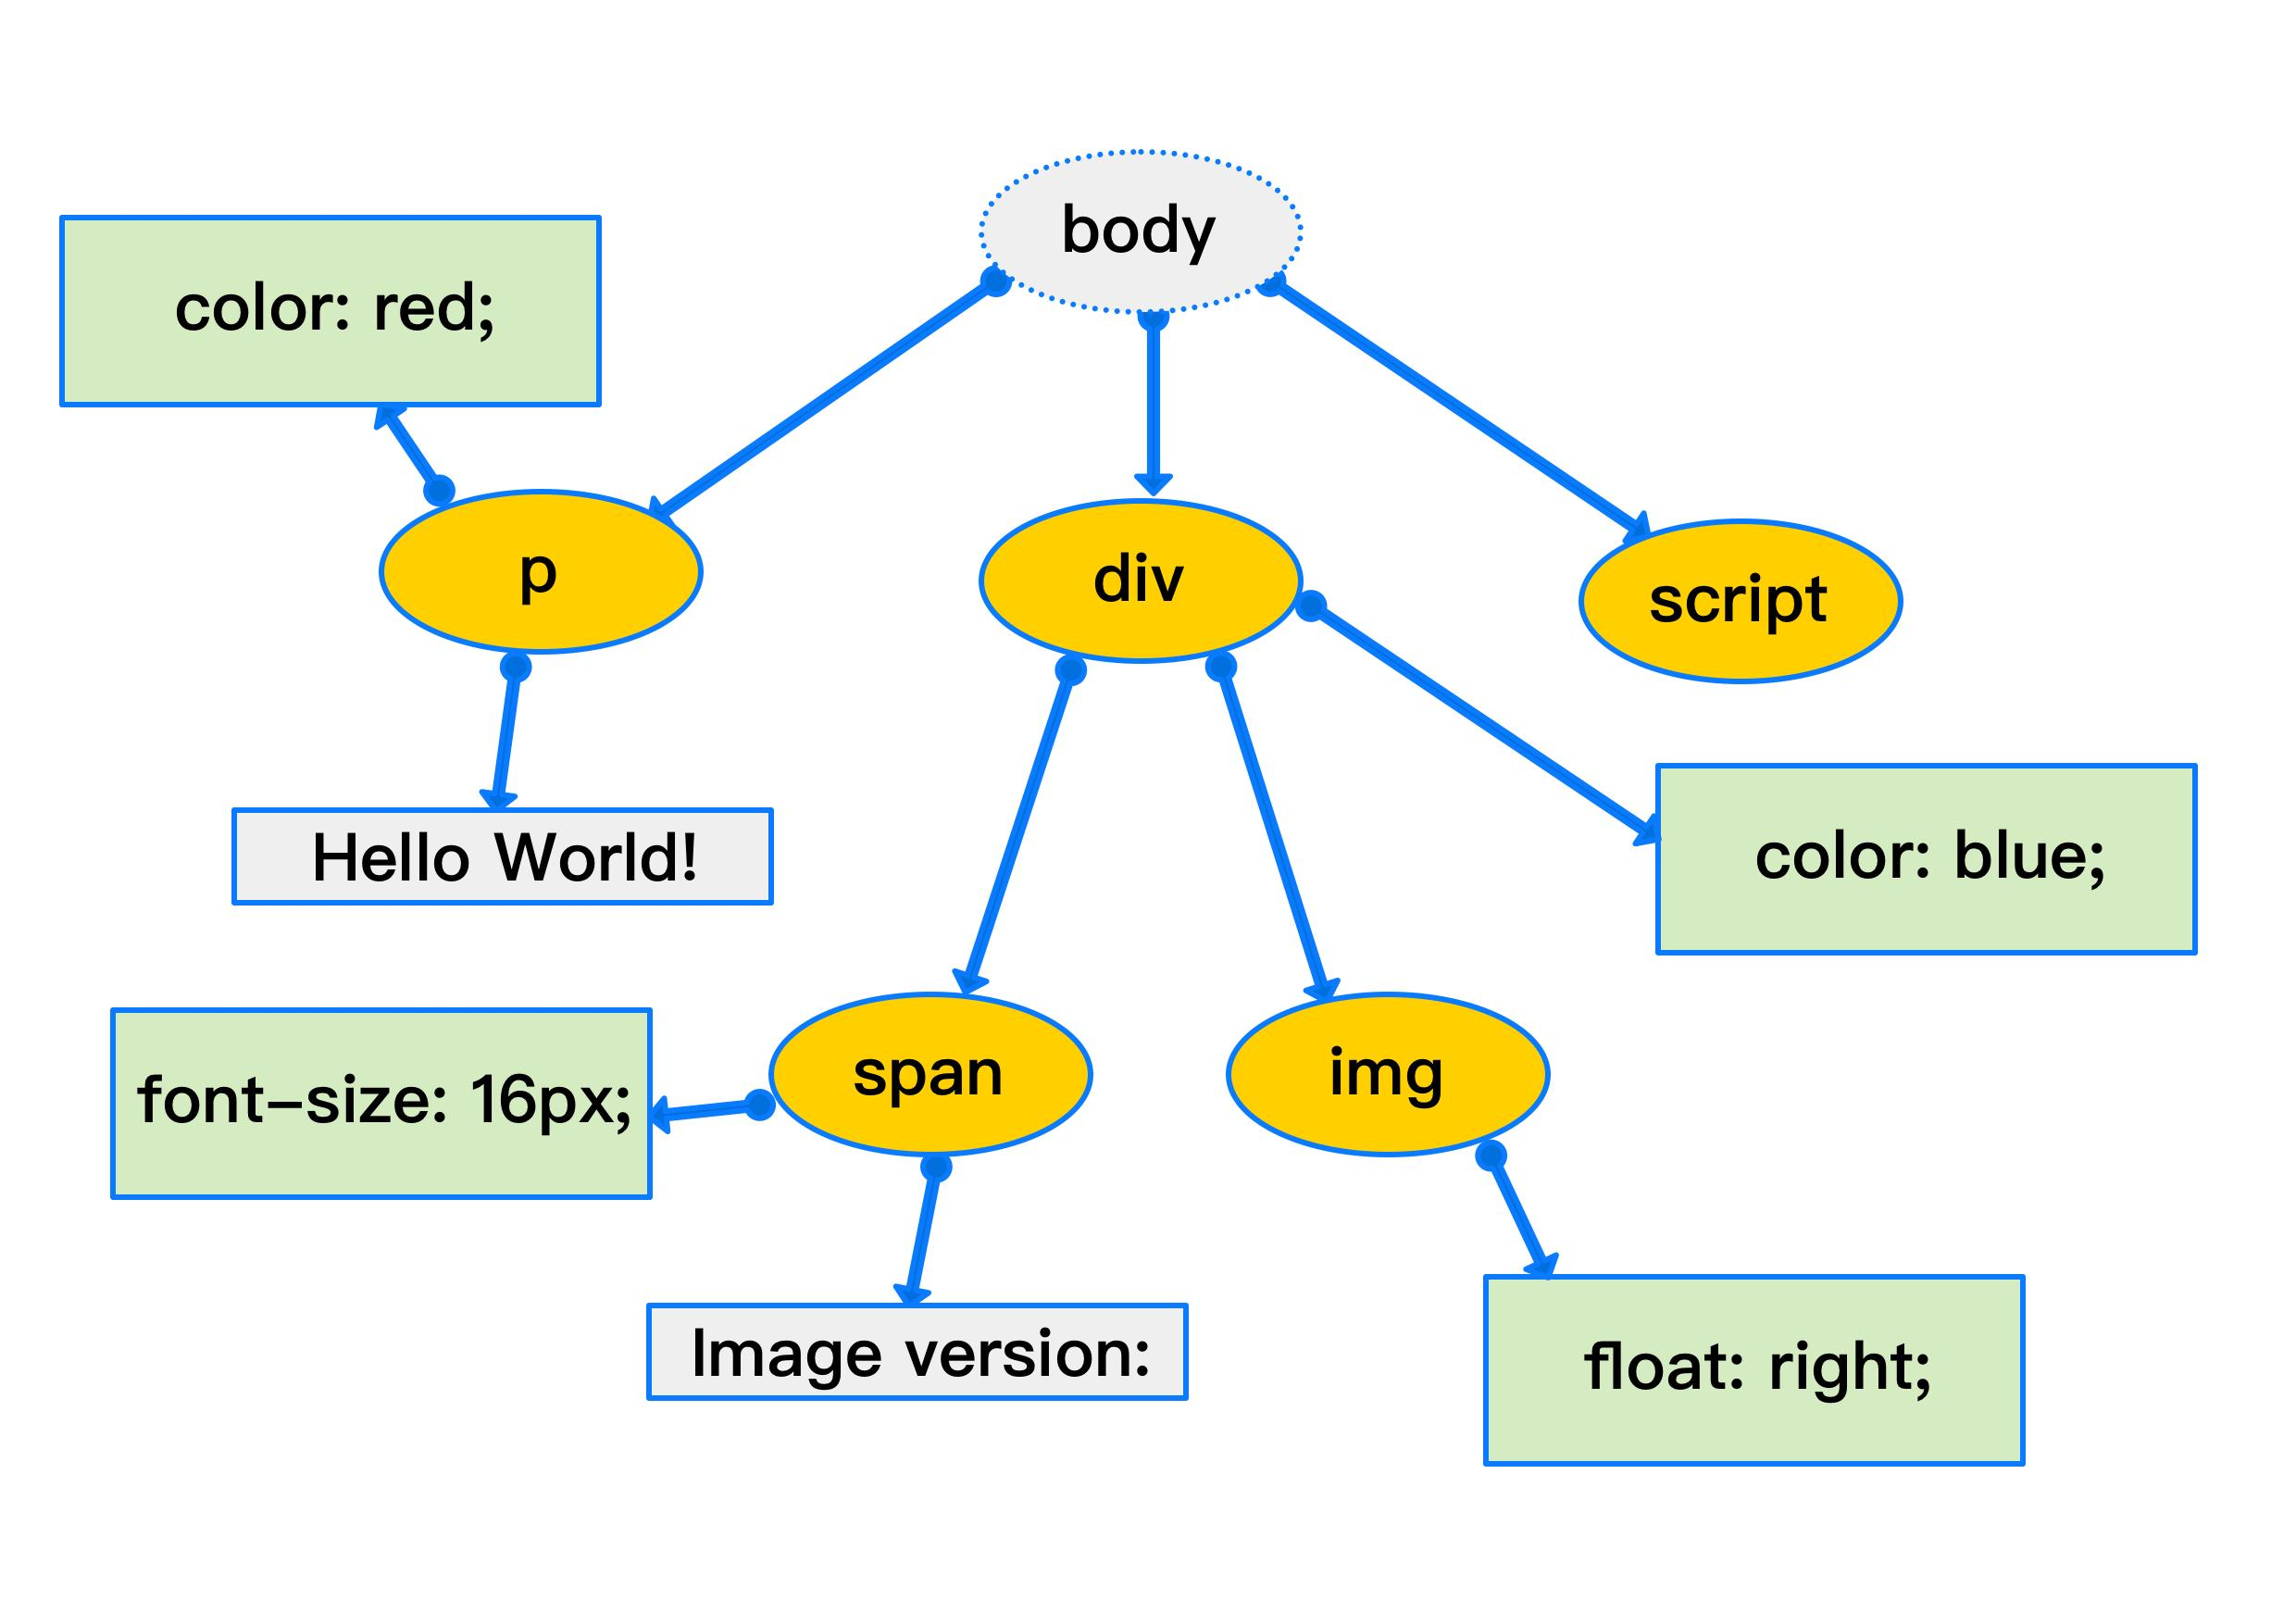 body
color: red;
p
div
script
Hello World!
color: blue;
span
img
font-size: 16px;
Image version:
float: right;